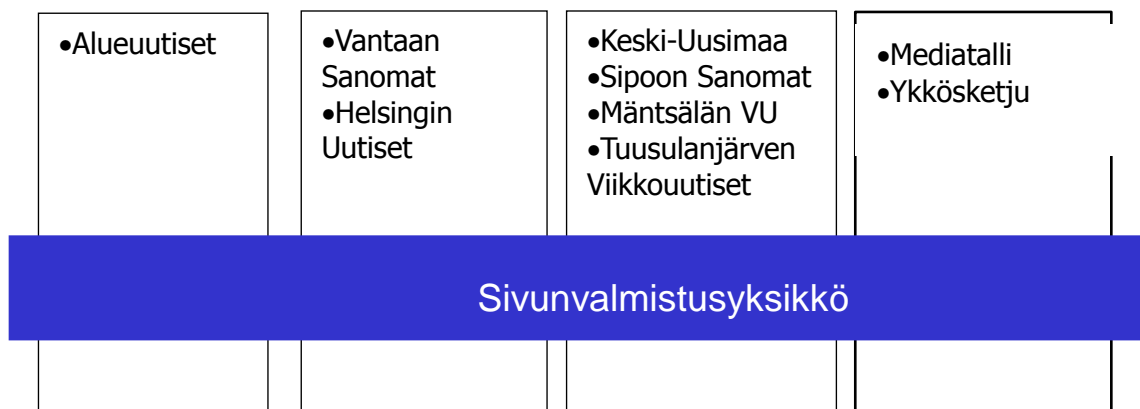 •Alueuutiset
•Vantaan
Sanomat
•Helsingin
Uutiset
•Keski-Uusimaa
•Sipoon Sanomat
•Mäntsälän VU
•Tuusulanjärven
Viikkouutiset
•Mediatalli
•Ykkösketju
Sivunvalmistusyksikkö